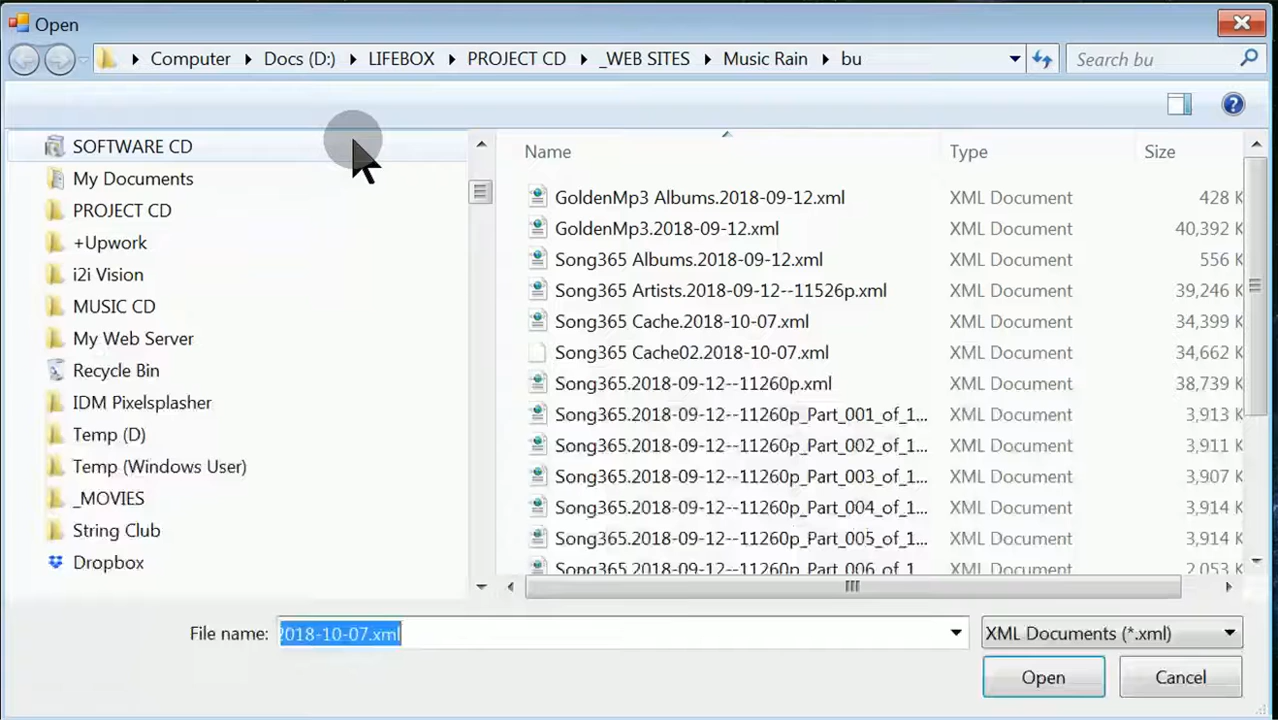 Open
Computer Docs (D:) LIFEBOX PROJECT CD _WEB SITES Music Rain bu Search bu
SOFTWARE CD
My Documents
PROJECT CD
+Upwork
i2i Vision
MUSIC CD
My Web Server
Recycle Bin
IDM Pixelsplasher
Temp (D)
Temp (Windows User)
_MOVIES
String Club
Dropbox
Name Type Size
GoldenMp3 Albums.2018-09-12.xml XML Document 428 K
GoldenMp3.2018-09-12.xml XML Document 40,392 K
Song365 Albums.2018-09-12.xml XML Document 556 K
Song365 Artists.2018-09-12--11526p.xml XML Document 39,246 K
Song365 Cache.2018-10-07.xml XML Document 34,399 K
Song365 Cache02.2018-10-07.xml XML Document 34,662 K
Song365.2018-09-12--11260p.xml XML Document 38,739 K
Song365.2018-09-12--11260p_Part_001_of_1... XML Document 3,913 K
Song365.2018-09-12--11260p_Part_002_of_1... XML Document 3,911 K
Song365.2018-09-12--11260p_Part_003_of_1... XML Document 3,907 K
Song365.2018-09-12--11260p_Part_004_of_1... XML Document 3,914 K
Song365.2018-09-12--11260p_Part_005_of_1... XML Document 3,914 K
Song365.2018-09-12--11260p_Part_006_of_1 XML Document 2,053 K
File name: 2018-10-07.xml XML Documents (*.xml)
Open Cancel